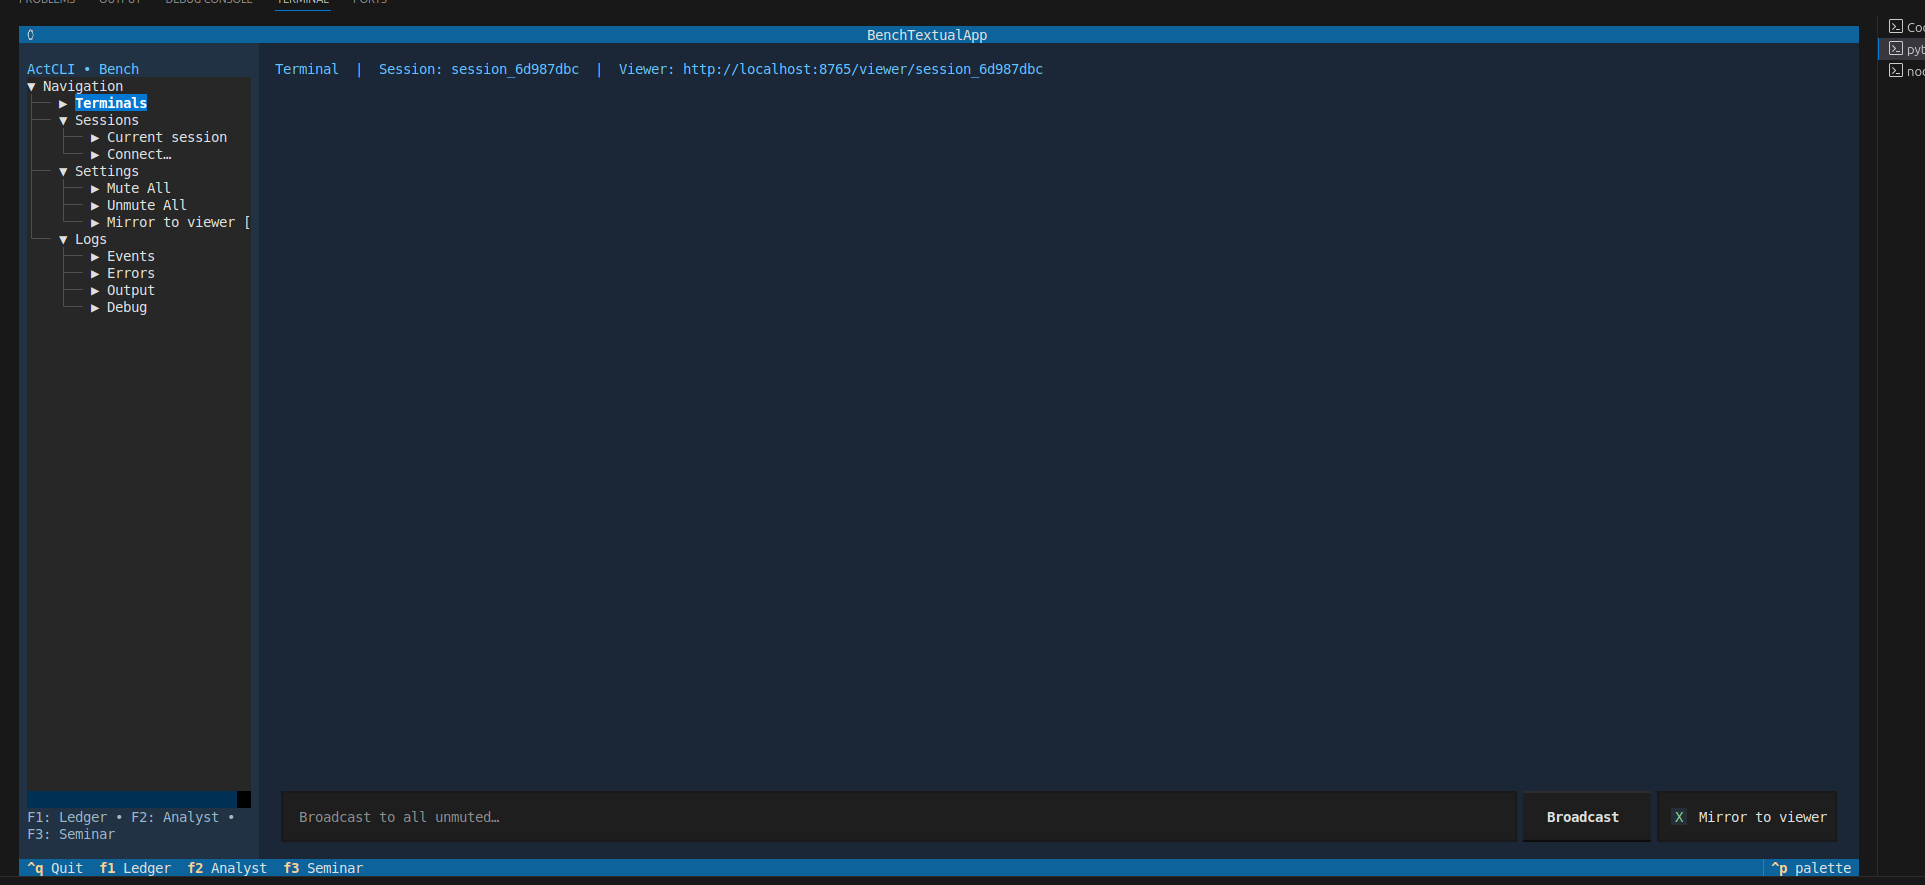 PROBLEMS OUTPUT DEBUG CONSOLE TERMINAL PORTS
BenchTextualApp
ActCLI • Bench
▼ Navigation
▶ Terminals
▼ Sessions
▶ Current session
▶ Connect…
▼ Settings
▶ Mute All
▶ Unmute All
▶ Mirror to viewer [
▼ Logs
▶ Events
▶ Errors
▶ Output
▶ Debug
F1: Ledger • F2: Analyst •
F3: Seminar
Terminal | Session: session_6d987dbc | Viewer: http://localhost:8765/viewer/session_6d987dbc
Broadcast to all unmuted…
Broadcast
X Mirror to viewer
^q Quit f1 Ledger f2 Analyst f3 Seminar
^p palette